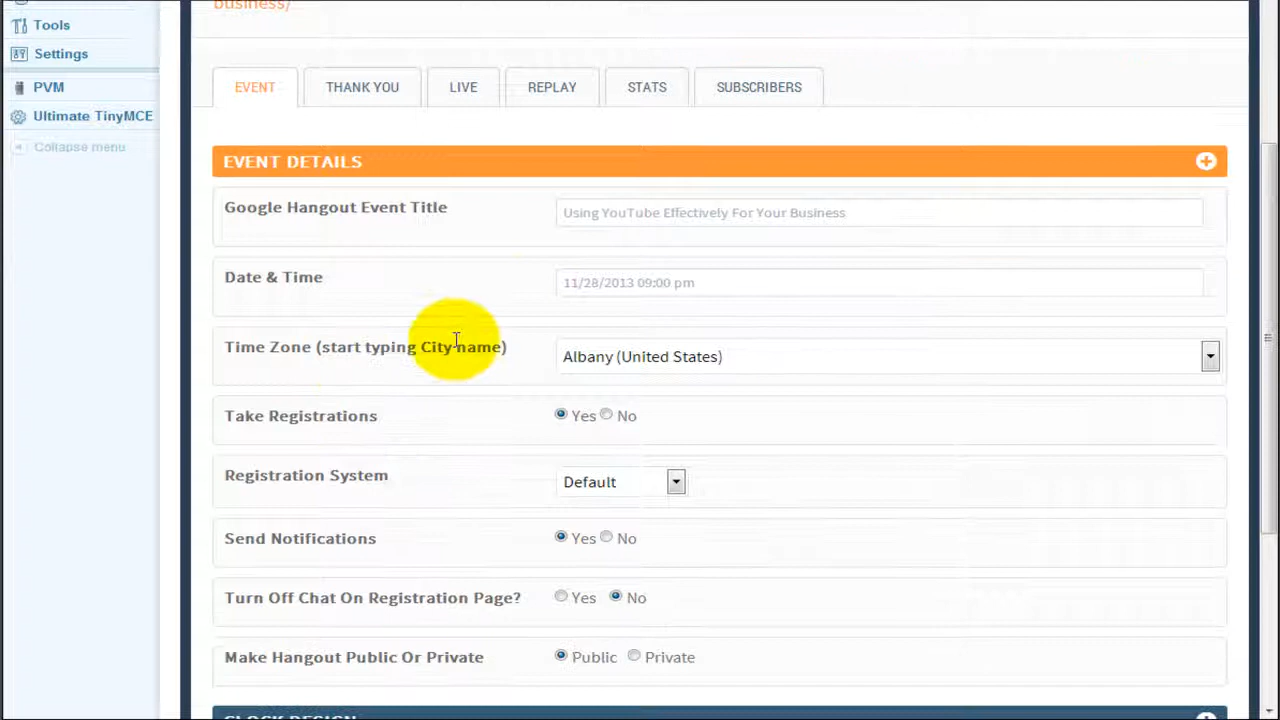 business/
Tools
Settings
PVM
Ultimate TinyMCE
Collapse menu
EVENT
THANK YOU
LIVE
REPLAY
STATS
SUBSCRIBERS
EVENT DETAILS
Google Hangout Event Title
Using YouTube Effectively For Your Business
Date & Time
11/28/2013 09:00 pm
Time Zone (start typing City name)
Albany (United States)
Take Registrations
Yes No
Registration System
Default
Send Notifications
Yes No
Turn Off Chat On Registration Page?
Yes No
Make Hangout Public Or Private
Public Private
CLOCK DESIGN